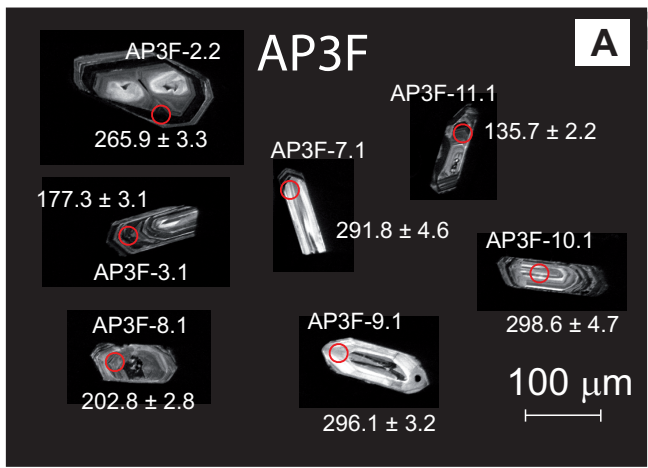 AP3F
A
AP3F-2.2
265.9 ± 3.3
AP3F-11.1
135.7 ± 2.2
AP3F-7.1
291.8 ± 4.6
177.3 ± 3.1
AP3F-3.1
AP3F-10.1
298.6 ± 4.7
AP3F-8.1
202.8 ± 2.8
AP3F-9.1
296.1 ± 3.2
100 μm